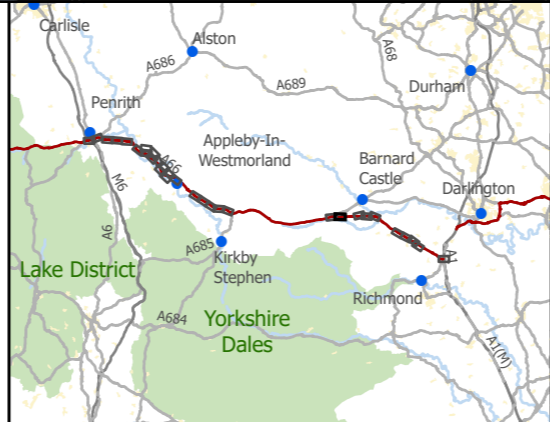 Carlisle
Alston
A68
A686
A689
Durham
Penrith
Appleby-In-
Westmorland
A66
Barnard
Castle
Darlington
M6
A6
A685
Kirkby
Stephen
A1
Lake District
Richmond
A684
Yorkshire
Dales
A1(M)